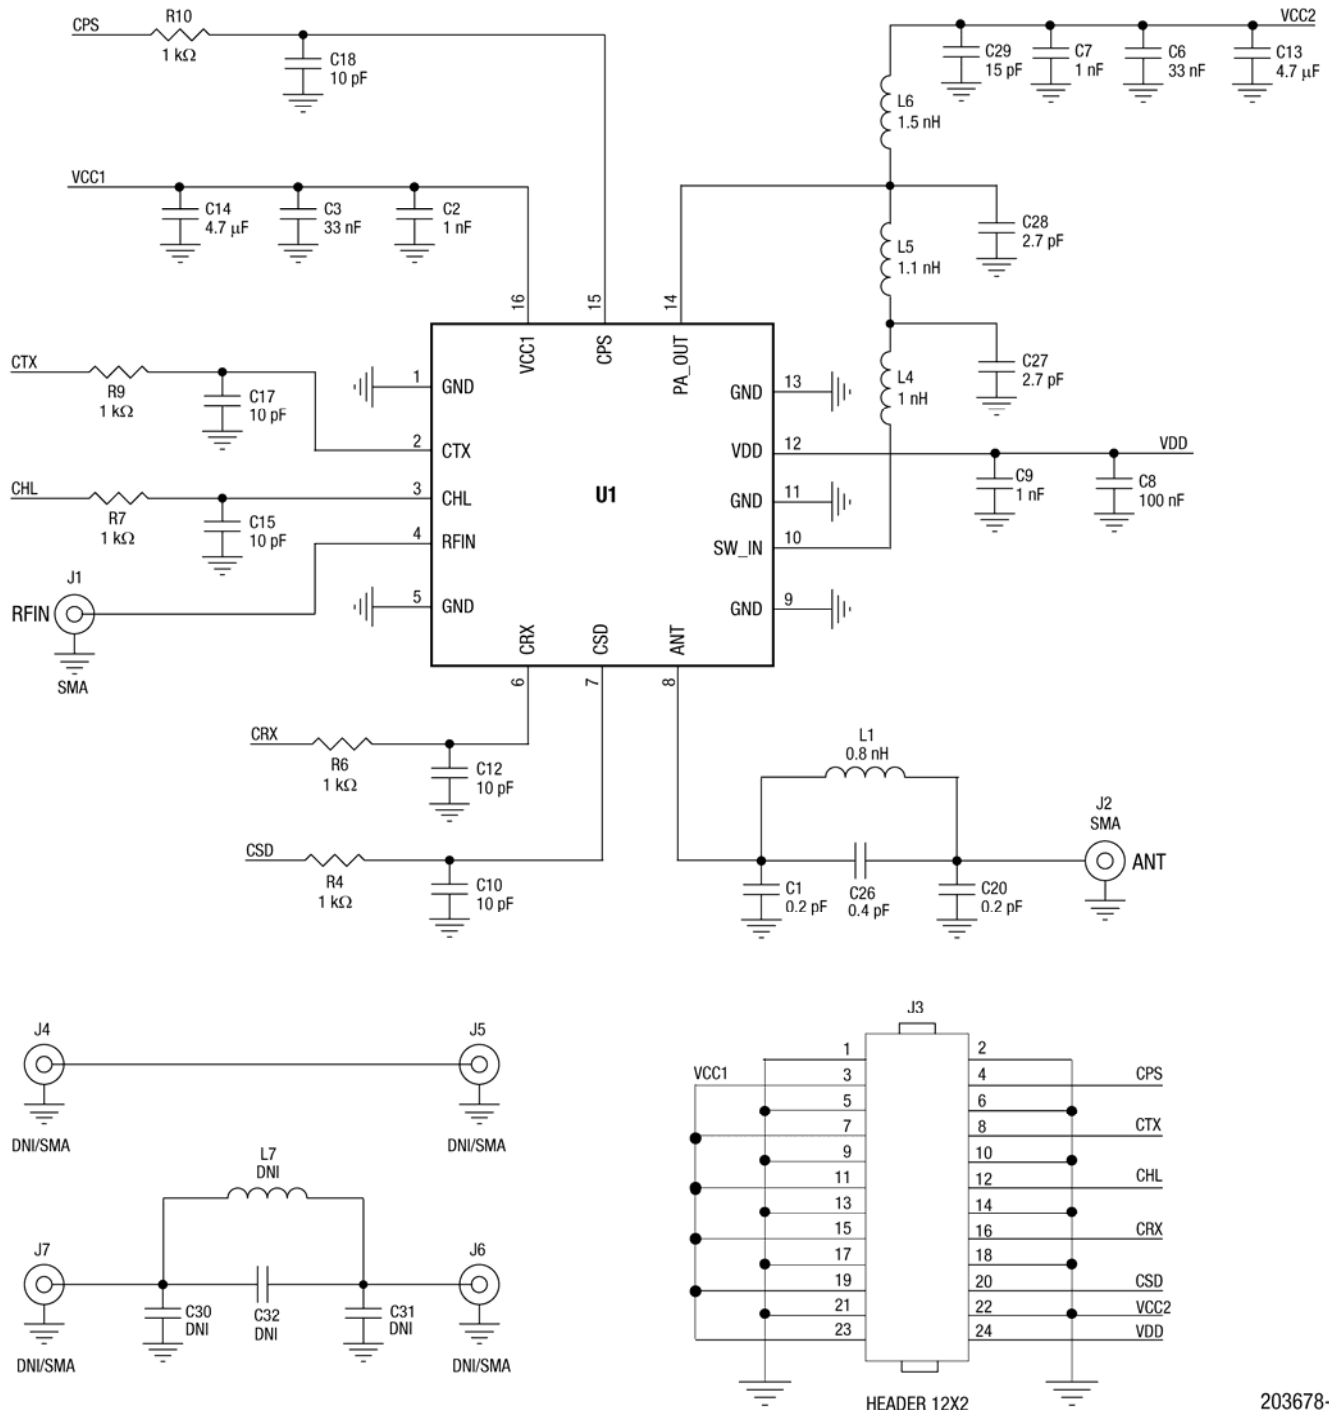 CPS
R10
1 kΩ
C18
10 pF
VCC2
C29
15 pF
C7
1 nF
C6
33 nF
C13
4.7 μF
L6
1.5 nH
VCC1
C14
4.7 μF
C3
33 nF
C2
1 nF
C28
2.7 pF
L5
1.1 nH
16
15
14
VCC1
CPS
PA_OUT
CTX
R9
1 kΩ
C17
10 pF
1
GND
2
CTX
CHL
R7
1 kΩ
C15
10 pF
3
CHL
4
RFIN
5
GND
U1
GND
13
VDD
12
GND
11
SW_IN
10
GND
9
L4
1 nH
C27
2.7 pF
VDD
C9
1 nF
C8
100 nF
J1
RFIN
SMA
CRX
CSD
ANT
6
7
8
CRX
R6
1 kΩ
C12
10 pF
CSD
R4
1 kΩ
C10
10 pF
L1
0.8 nH
J2
SMA
ANT
C1
0.2 pF
C26
0.4 pF
C20
0.2 pF
J4
DNI/SMA
J5
DNI/SMA
L7
DNI
J7
DNI/SMA
C30
DNI
C32
DNI
C31
DNI
J6
DNI/SMA
J3
1
2
VCC1
3
4
CPS
5
6
7
8
CTX
9
10
11
12
CHL
13
14
15
16
CRX
17
18
19
20
CSD
21
22
VCC2
23
24
VDD
HEADER 12X2
203678-